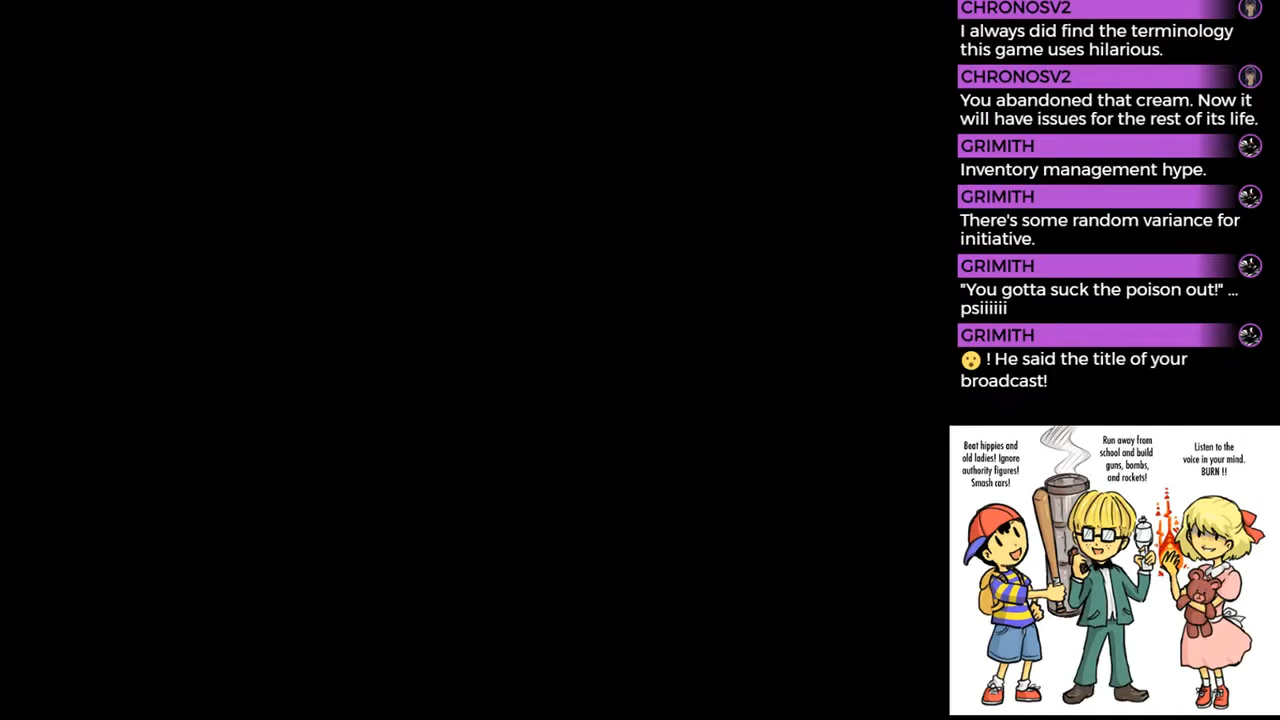 CHRONOSV2
I always did find the terminology
this game uses hilarious.
CHRONOSV2
You abandoned that cream. Now it
will have issues for the rest of its life.
GRIMITH
Inventory management hype.
GRIMITH
There's some random variance for
initiative.
GRIMITH
"You gotta suck the poison out!" ...
psiiiiii
GRIMITH
😮 ! He said the title of your
broadcast!
Beat hippies and
old ladies! Ignore
authority figures!
Smash cars!
Run away from
school and build
guns, bombs,
and rockets!
Listen to the
voice in your mind.
BURN !!